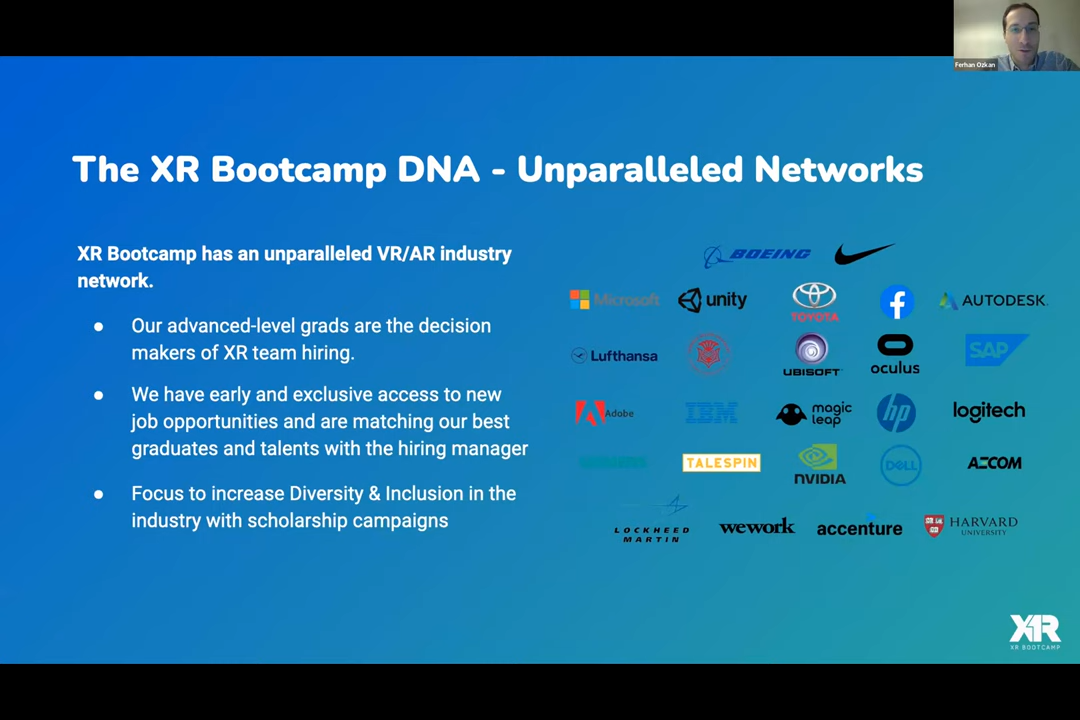 Ferhan Ozkan
The XR Bootcamp DNA - Unparalleled Networks
XR Bootcamp has an unparalleled VR/AR industry
network.
● Our advanced-level grads are the decision
makers of XR team hiring.
● We have early and exclusive access to new
job opportunities and are matching our best
graduates and talents with the hiring manager
● Focus to increase Diversity & Inclusion in the
industry with scholarship campaigns
BOEING
Microsoft
unity
TOYOTA
AUTODESK.
Lufthansa
UBISOFT
oculus
SAP
Adobe
IBM
magic
leap
hp
logitech
SIEMENS
TALESPIN
NVIDIA
DELL
AECOM
LOCKHEED
MARTIN
wework
accenture
HARVARD
UNIVERSITY
XR
XR BOOTCAMP